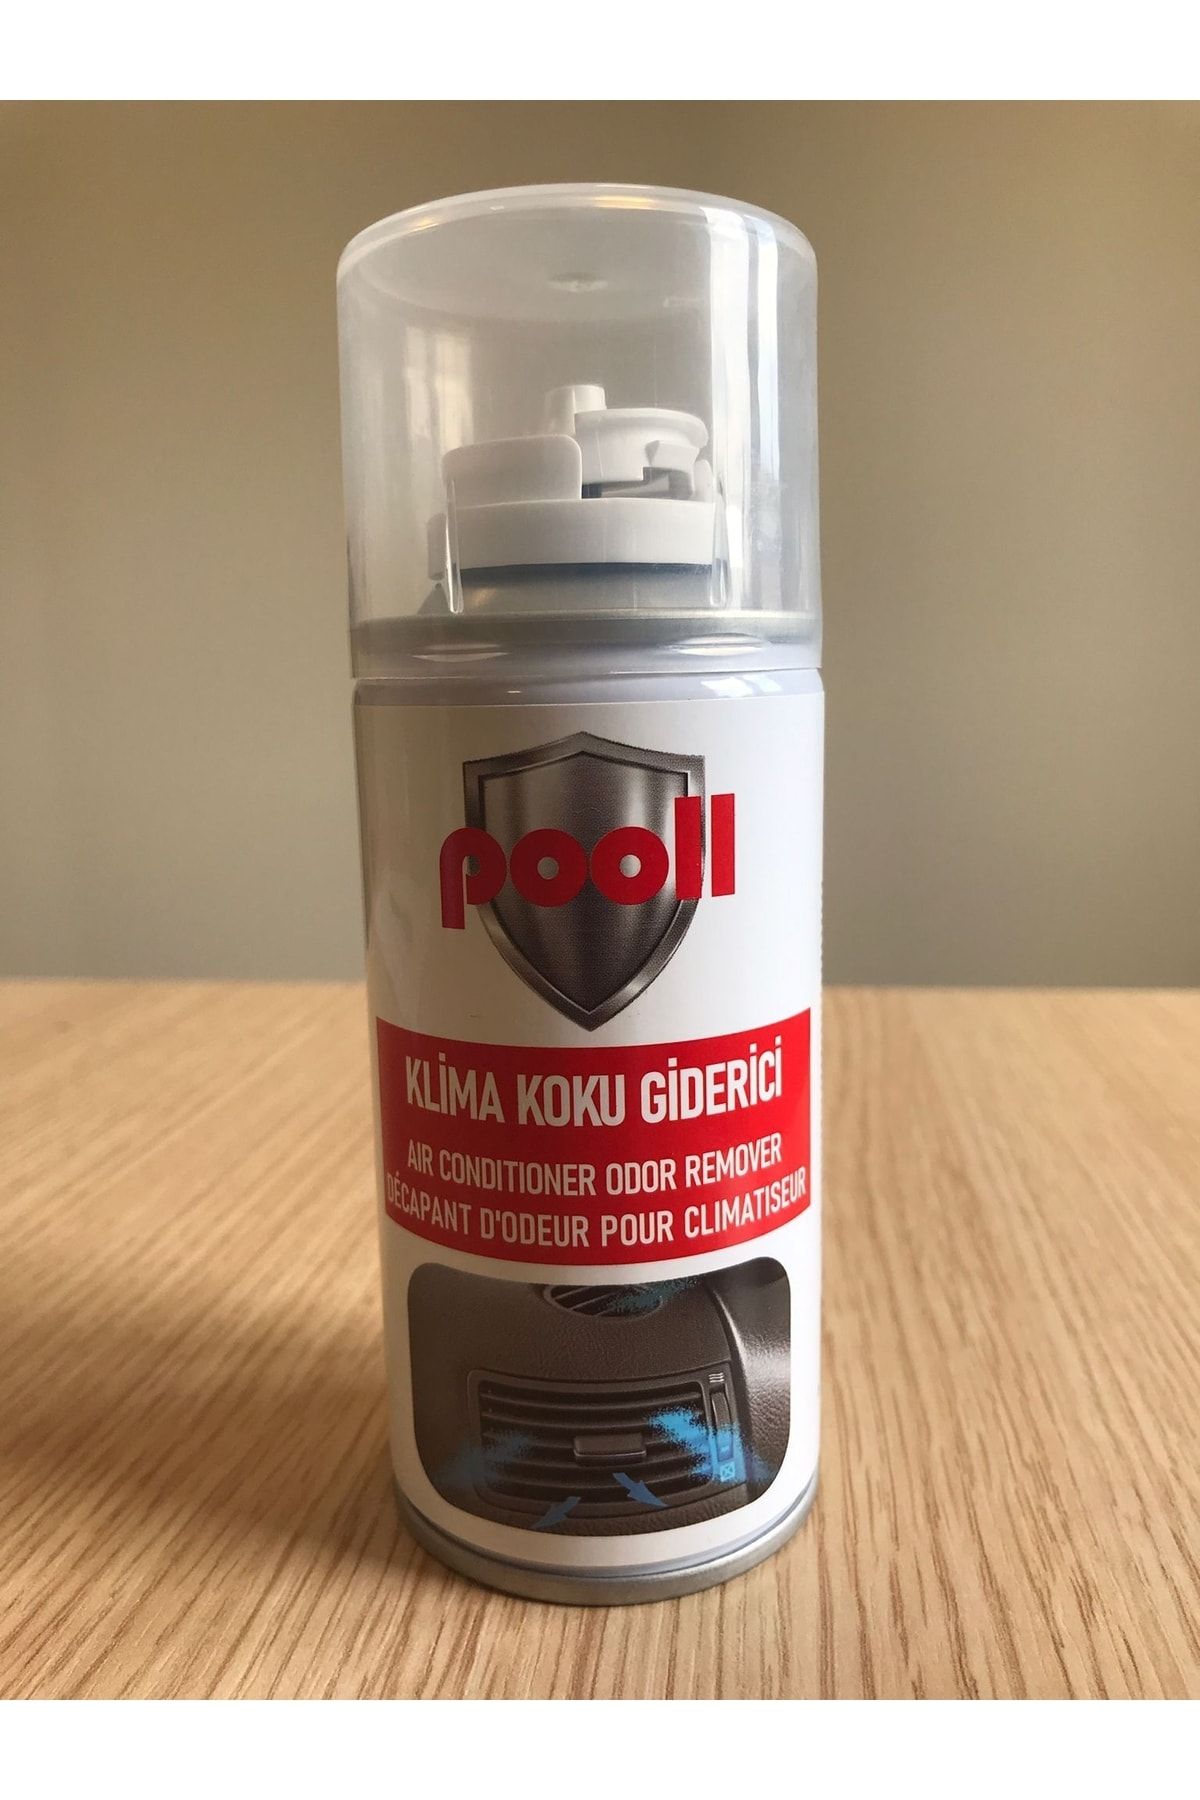 pooll
KLİMA KOKU GİDERİCİ
AIR CONDITIONER ODOR REMOVER
DÉCAPANT D'ODEUR POUR CLIMATISEUR